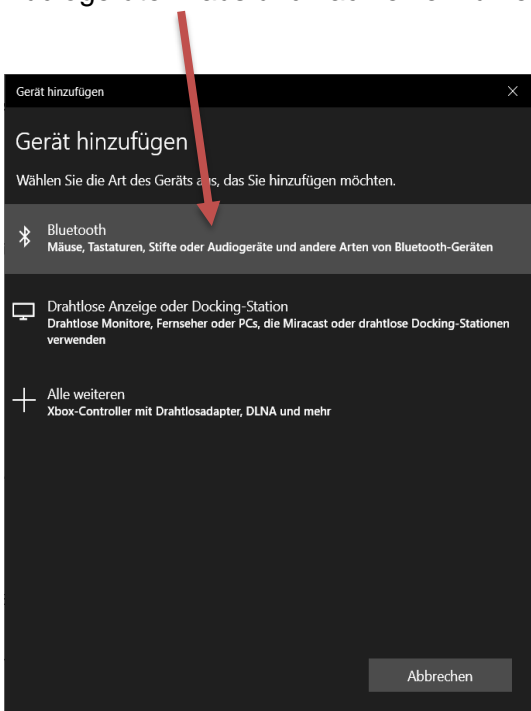 Gerät hinzufügen
Gerät hinzufügen
Wählen Sie die Art des Geräts aus, das Sie hinzufügen möchten.
Bluetooth
Mäuse, Tastaturen, Stifte oder Audiogeräte und andere Arten von Bluetooth-Geräten
Drahtlose Anzeige oder Docking-Station
Drahtlose Monitore, Fernseher oder PCs, die Miracast oder drahtlose Docking-Stationen
verwenden
Alle weiteren
Xbox-Controller mit Drahtlosadapter, DLNA und mehr
Abbrechen